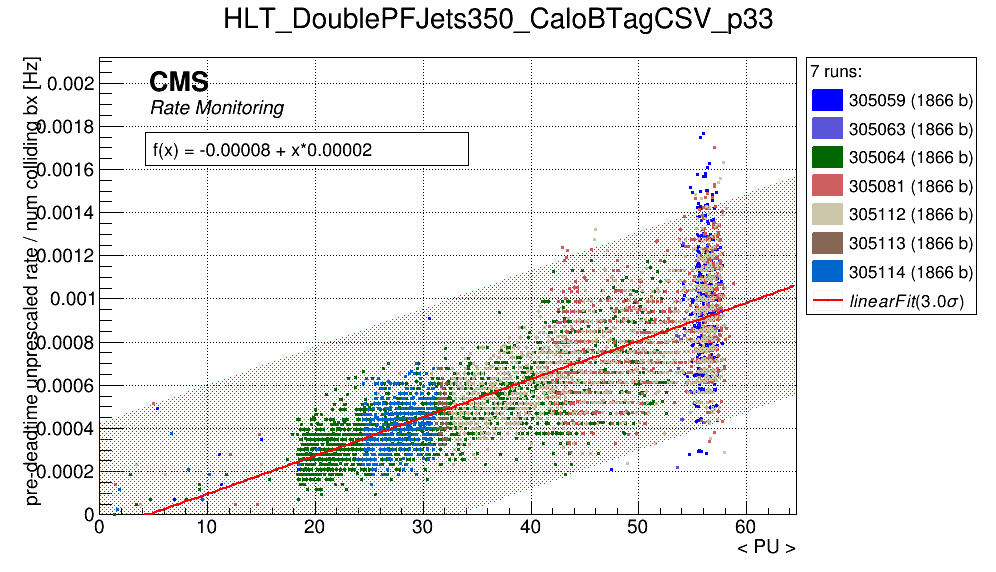 HLT_DoublePFJets350_CaloBTagCSV_p33
pre-deadtime unprescaled rate / num colliding bx [Hz]
CMS
Rate Monitoring
f(x) = -0.00008 + x*0.00002
0.002
0.0018
0.0016
0.0014
0.0012
0.001
0.0008
0.0006
0.0004
0.0002
0
0 10 20 30 40 50 60
< PU >
7 runs:
305059 (1866 b)
305063 (1866 b)
305064 (1866 b)
305081 (1866 b)
305112 (1866 b)
305113 (1866 b)
305114 (1866 b)
linearFit(3.0σ)